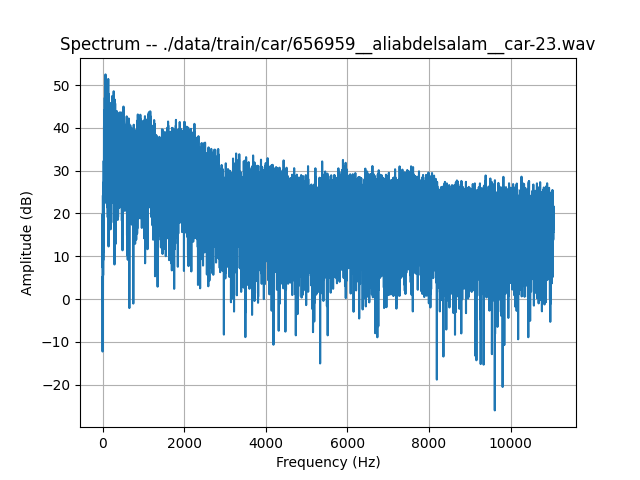 Spectrum -- ./data/train/car/656959__aliabdelsalam__car-23.wav
Amplitude (dB)
50
40
30
20
10
0
−10
−20
0 2000 4000 6000 8000 10000
Frequency (Hz)